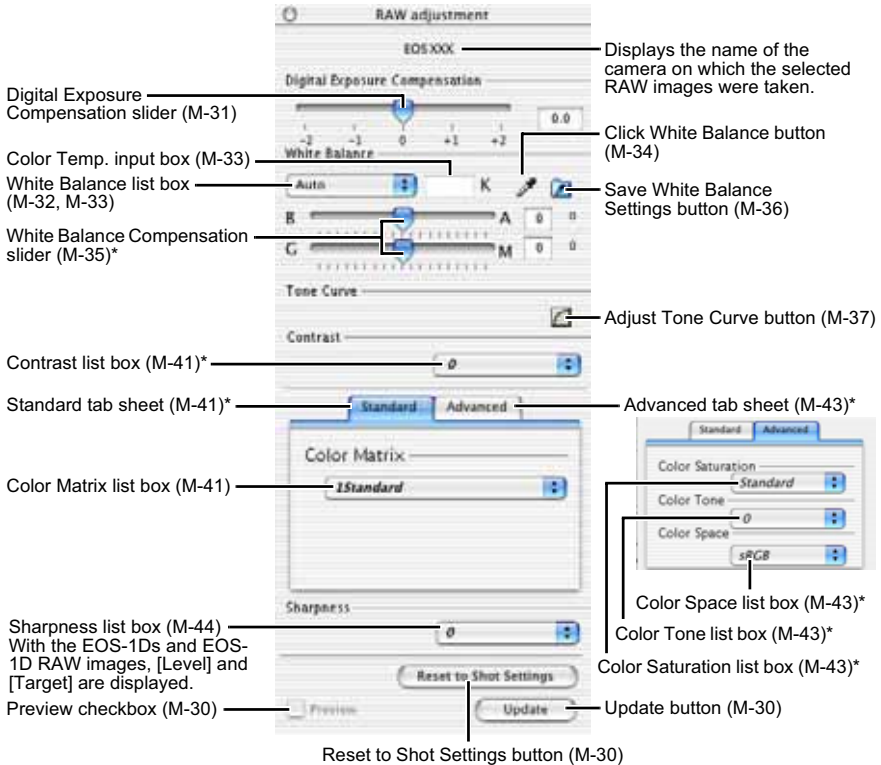 RAW adjustment
EOSXXX
Displays the name of the
camera on which the selected
RAW images were taken.
Digital Exposure Compensation
Digital Exposure
Compensation slider (M-31)
0.0
-2 -1 0 +1 +2
Click White Balance button
(M-34)
White Balance
Color Temp. input box (M-33)
White Balance list box
(M-32, M-33)
Auto
K
Save White Balance
Settings button (M-36)
B A 0 0
White Balance Compensation
slider (M-35)*
G M 0 0
Tone Curve
Adjust Tone Curve button (M-37)
Contrast
Contrast list box (M-41)*
0
Standard tab sheet (M-41)*
Standard Advanced
Advanced tab sheet (M-43)*
Standard Advanced
Color Matrix
Color Matrix list box (M-41)
1Standard
Color Saturation
Standard
Color Tone
0
Color Space
sRGB
Color Space list box (M-43)*
Color Tone list box (M-43)*
Color Saturation list box (M-43)*
Sharpness
Sharpness list box (M-44)
With the EOS-1Ds and EOS-
1D RAW images, [Level] and
[Target] are displayed.
0
Reset to Shot Settings
Preview checkbox (M-30)
Preview
Update
Update button (M-30)
Reset to Shot Settings button (M-30)